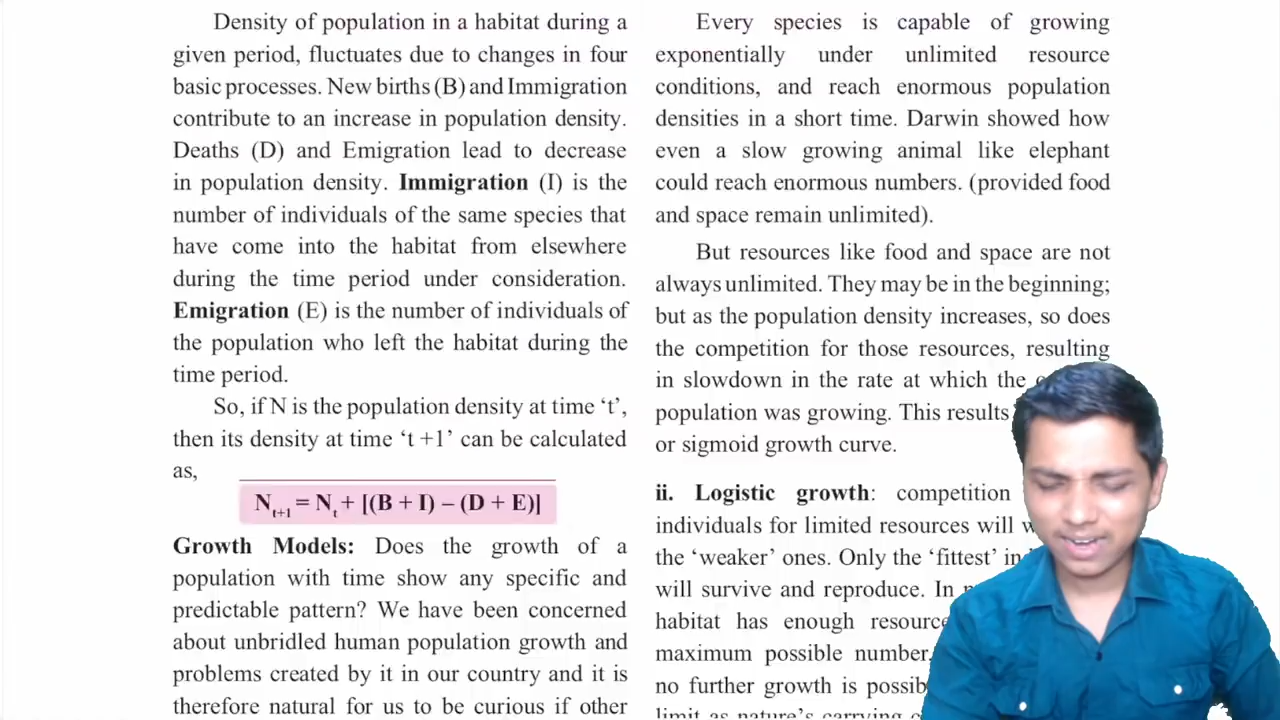 Density of population in a habitat during a
given period, fluctuates due to changes in four
basic processes. New births (B) and Immigration
contribute to an increase in population density.
Deaths (D) and Emigration lead to decrease
in population density. Immigration (I) is the
number of individuals of the same species that
have come into the habitat from elsewhere
during the time period under consideration.
Emigration (E) is the number of individuals of
the population who left the habitat during the
time period.
So, if N is the population density at time ‘t’,
then its density at time ‘t +1’ can be calculated
as,
Nt+1 = Nt + [(B + I) – (D + E)]
Growth Models: Does the growth of a
population with time show any specific and
predictable pattern? We have been concerned
about unbridled human population growth and
problems created by it in our country and it is
therefore natural for us to be curious if other
Every species is capable of growing
exponentially under unlimited resource
conditions, and reach enormous population
densities in a short time. Darwin showed how
even a slow growing animal like elephant
could reach enormous numbers. (provided food
and space remain unlimited).
But resources like food and space are not
always unlimited. They may be in the beginning;
but as the population density increases, so does
the competition for those resources, resulting
in slowdown in the rate at which the
population was growing. This results
or sigmoid growth curve.
ii. Logistic growth: competition
individuals for limited resources will
the ‘weaker’ ones. Only the ‘fittest’
will survive and reproduce. In
habitat has enough
maximum possible number
no further growth is
limit as nature’s carrying